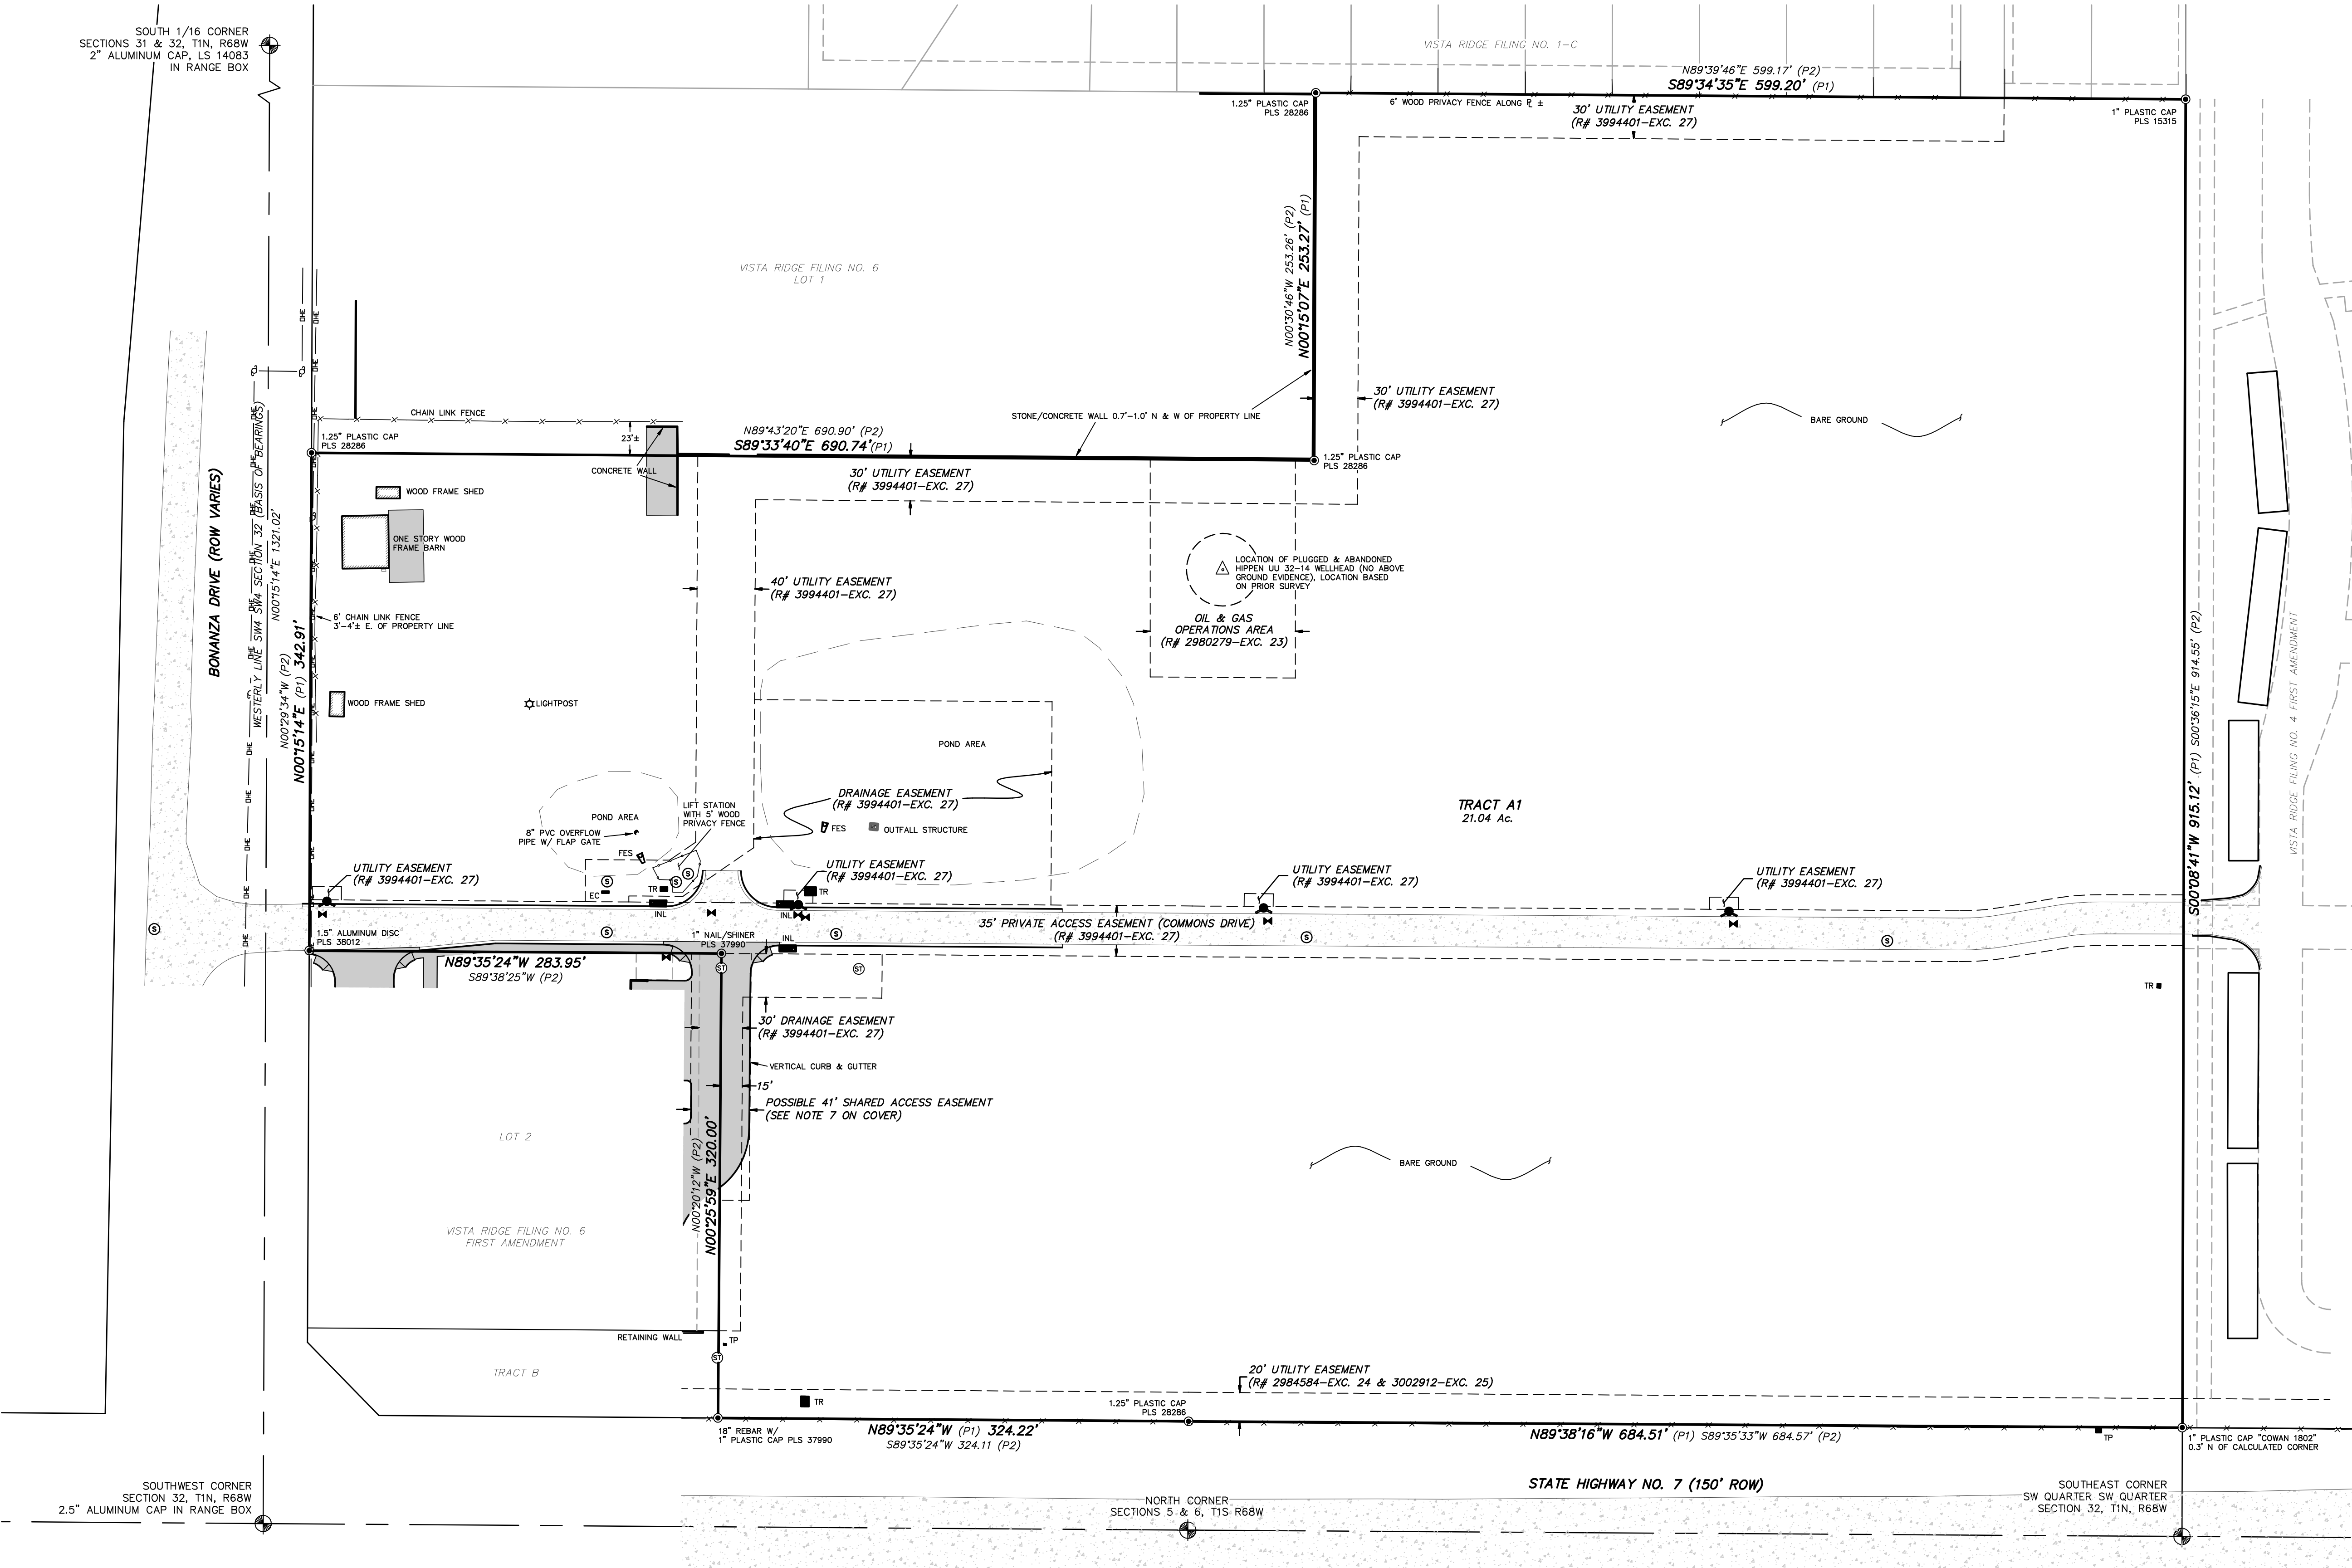 SOUTH 1/16 CORNER
SECTIONS 31 & 32, T1N, R68W
2" ALUMINUM CAP, LS 14083
IN RANGE BOX
VISTA RIDGE FILING NO. 1-C
N89°39'46"E 599.17' (P2)
S89°34'35"E 599.20' (P1)
1.25" PLASTIC CAP
PLS 28286
6' WOOD PRIVACY FENCE ALONG ℄ ±
30' UTILITY EASEMENT
(R# 3994401-EXC. 27)
1" PLASTIC CAP
PLS 15315
VISTA RIDGE FILING NO. 6
LOT 1
N00°30'46"W 253.26' (P2)
N00°15'07"E 253.27' (P1)
OHE
OHE
OHE
30' UTILITY EASEMENT
(R# 3994401-EXC. 27)
BARE GROUND
CHAIN LINK FENCE
STONE/CONCRETE WALL 0.7'-1.0' N & W OF PROPERTY LINE
1.25" PLASTIC CAP
PLS 28286
23'±
N89°43'20"E 690.90' (P2)
S89°33'40"E 690.74' (P1)
1.25" PLASTIC CAP
PLS 28286
CONCRETE WALL
30' UTILITY EASEMENT
(R# 3994401-EXC. 27)
WOOD FRAME SHED
ONE STORY WOOD
FRAME BARN
LOCATION OF PLUGGED & ABANDONED
HIPPEN UU 32-14 WELLHEAD (NO ABOVE
GROUND EVIDENCE), LOCATION BASED
ON PRIOR SURVEY
40' UTILITY EASEMENT
(R# 3994401-EXC. 27)
OIL & GAS
OPERATIONS AREA
(R# 2980279-EXC. 23)
6' CHAIN LINK FENCE
3'-4'± E. OF PROPERTY LINE
BONANZA DRIVE (ROW VARIES)
WESTERLY LINE SW4 SW4 SECTION 32 (BASIS OF BEARINGS)
N00°15'14"E 1321.02'
N00°29'34"W (P2)
N00°15'14"E (P1) 342.91'
WOOD FRAME SHED
LIGHTPOST
POND AREA
S00°08'41"W 915.12' (P1) S00°36'15"E 914.55' (P2)
VISTA RIDGE FILING NO. 4 FIRST AMENDMENT
DRAINAGE EASEMENT
(R# 3994401-EXC. 27)
LIFT STATION
WITH 5' WOOD
PRIVACY FENCE
POND AREA
8" PVC OVERFLOW
PIPE W/ FLAP GATE
FES
FES
OUTFALL STRUCTURE
TRACT A1
21.04 Ac.
UTILITY EASEMENT
(R# 3994401-EXC. 27)
UTILITY EASEMENT
(R# 3994401-EXC. 27)
UTILITY EASEMENT
(R# 3994401-EXC. 27)
UTILITY EASEMENT
(R# 3994401-EXC. 27)
EC
TR
TR
S
S
S
INL
INL
S
S
S
S
S
35' PRIVATE ACCESS EASEMENT (COMMONS DRIVE)
(R# 3994401-EXC. 27)
1.5" ALUMINUM DISC
PLS 38012
1" NAIL/SHINER
PLS 37990
INL
N89°35'24"W 283.95'
S89°38'25"W (P2)
ST
ST
TR
30' DRAINAGE EASEMENT
(R# 3994401-EXC. 27)
VERTICAL CURB & GUTTER
15'
POSSIBLE 41' SHARED ACCESS EASEMENT
(SEE NOTE 7 ON COVER)
LOT 2
N00°20'12"W (P2)
N00°25'59"E 320.00'
BARE GROUND
VISTA RIDGE FILING NO. 6
FIRST AMENDMENT
RETAINING WALL
TP
ST
TRACT B
20' UTILITY EASEMENT
(R# 2984584-EXC. 24 & 3002912-EXC. 25)
TR
1.25" PLASTIC CAP
PLS 28286
18" REBAR W/
1" PLASTIC CAP PLS 37990
N89°35'24"W (P1) 324.22'
S89°35'24"W 324.11 (P2)
N89°38'16"W 684.51' (P1) S89°35'33"W 684.57' (P2)
TP
1" PLASTIC CAP "COWAN 1802"
0.3' N OF CALCULATED CORNER
STATE HIGHWAY NO. 7 (150' ROW)
SOUTHWEST CORNER
SECTION 32, T1N, R68W
2.5" ALUMINUM CAP IN RANGE BOX
NORTH CORNER
SECTIONS 5 & 6, T1S R68W
SOUTHEAST CORNER
SW QUARTER SW QUARTER
SECTION 32, T1N, R68W